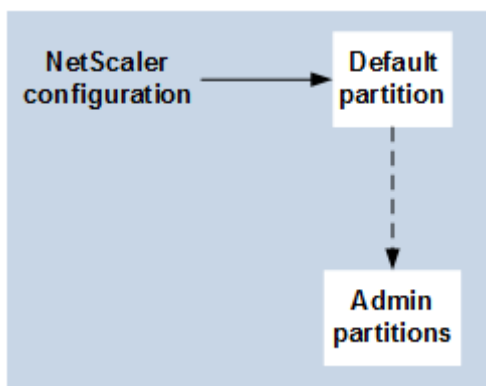 NetScaler
configuration
Default
partition
Admin
partitions